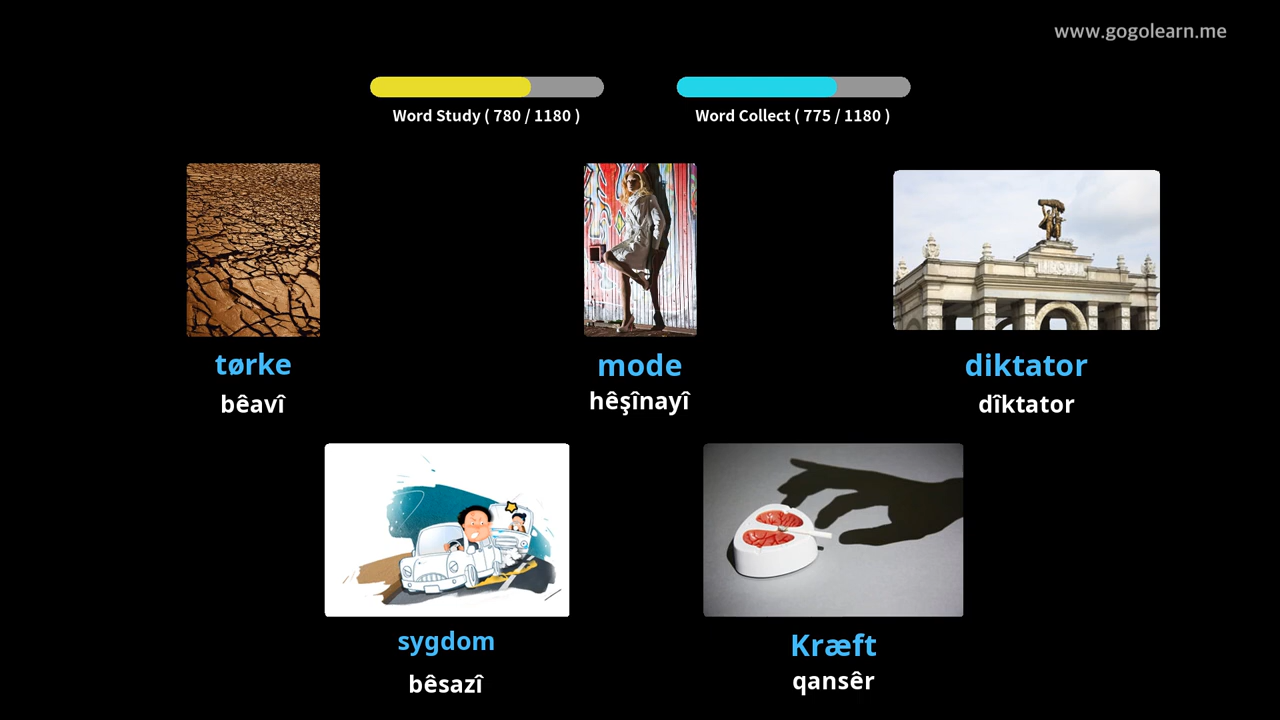 www.gogolearn.me
Word Study ( 780 / 1180 )
Word Collect ( 775 / 1180 )
tørke
mode
diktator
bêavî
hêşînayî
dîktator
sygdom
Kræft
bêsazî
qansêr